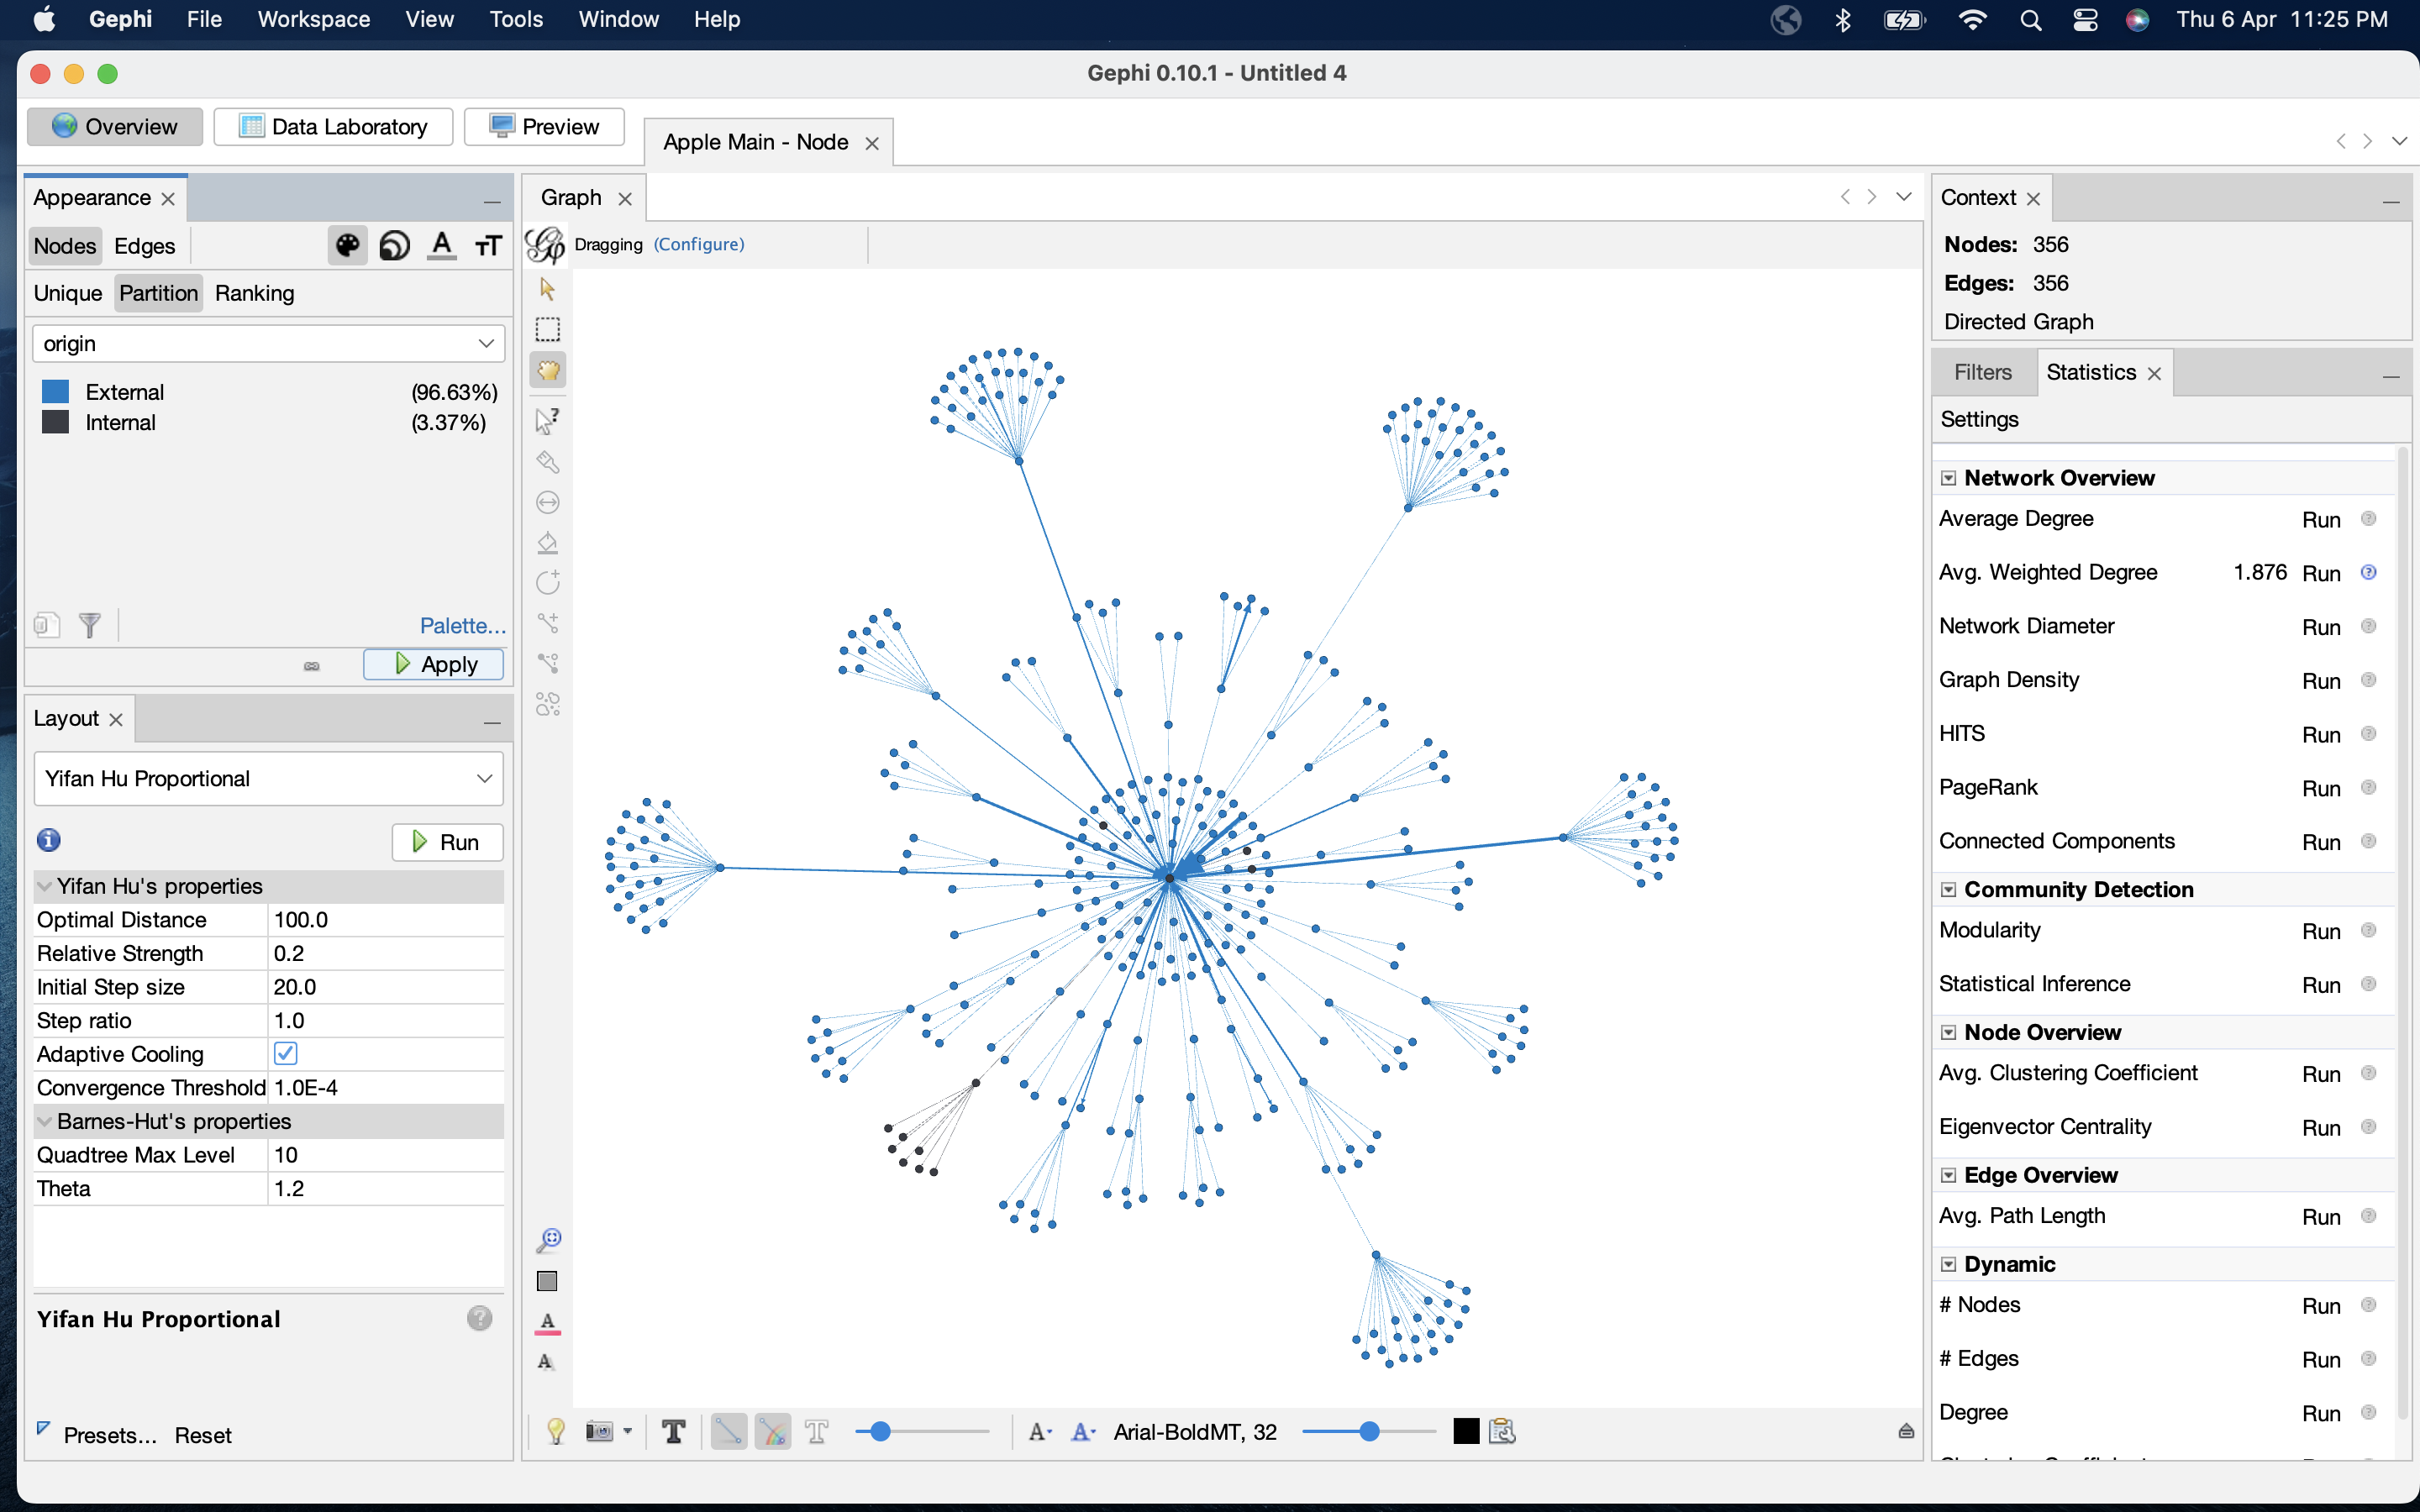 Gephi File Workspace View Tools Window Help Thu 6 Apr 11:25 PM
Gephi 0.10.1 - Untitled 4
Overview Data Laboratory Preview
Apple Main - Node
Appearance
Nodes Edges A TT
Unique Partition Ranking
origin
External (96.63%)
Internal (3.37%)
Palette...
Apply
Layout
Yifan Hu Proportional
Run
Yifan Hu's properties
Optimal Distance 100.0
Relative Strength 0.2
Initial Step size 20.0
Step ratio 1.0
Adaptive Cooling
Convergence Threshold 1.0E-4
Barnes-Hut's properties
Quadtree Max Level 10
Theta 1.2
Yifan Hu Proportional
Presets... Reset
Graph
Dragging (Configure)
A
A
T T A A Arial-BoldMT, 32
Context
Nodes: 356
Edges: 356
Directed Graph
Filters Statistics
Settings
Network Overview
Average Degree Run
Avg. Weighted Degree 1.876 Run
Network Diameter Run
Graph Density Run
HITS Run
PageRank Run
Connected Components Run
Community Detection
Modularity Run
Statistical Inference Run
Node Overview
Avg. Clustering Coefficient Run
Eigenvector Centrality Run
Edge Overview
Avg. Path Length Run
Dynamic
# Nodes Run
# Edges Run
Degree Run